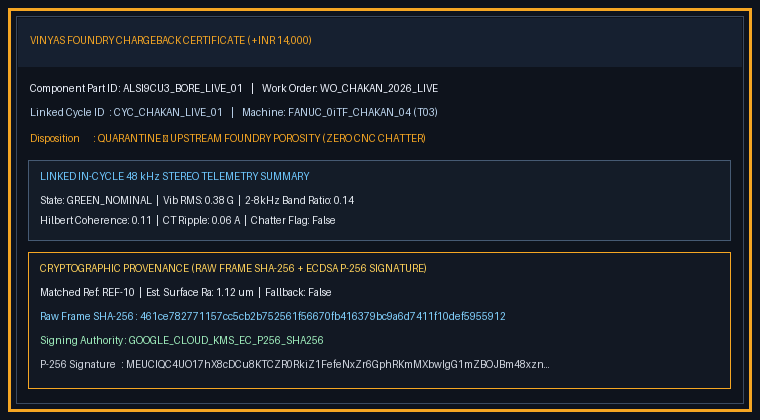 VINYAS FOUNDRY CHARGEBACK CERTIFICATE (+INR 14,000)
Component Part ID: ALSI9CU3_BORE_LIVE_01 | Work Order: WO_CHAKAN_2026_LIVE
Linked Cycle ID : CYC_CHAKAN_LIVE_01 | Machine: FANUC_0iTF_CHAKAN_04 (T03)
Disposition : QUARANTINE UPSTREAM FOUNDRY POROSITY (ZERO CNC CHATTER)
LINKED IN-CYCLE 48 kHz STEREO TELEMETRY SUMMARY
State: GREEN_NOMINAL | Vib RMS: 0.38 G | 2-8kHz Band Ratio: 0.14
Hilbert Coherence: 0.11 | CT Ripple: 0.06 A | Chatter Flag: False
CRYPTOGRAPHIC PROVENANCE (RAW FRAME SHA-256 + ECDSA P-256 SIGNATURE)
Matched Ref: REF-10 | Est. Surface Ra: 1.12 um | Fallback: False
Raw Frame SHA-256 : 461ce782771157cc5cb2b752561f56670fb416379bc9a6d7411f10def5955912
Signing Authority: GOOGLE_CLOUD_KMS_EC_P256_SHA256
P-256 Signature : MEUCIQC4UO17hX8cDCu8KTCZR0RkiZ1FefeNxZr6GphRKmMXbwIgG1mZBOJBm48xzn...